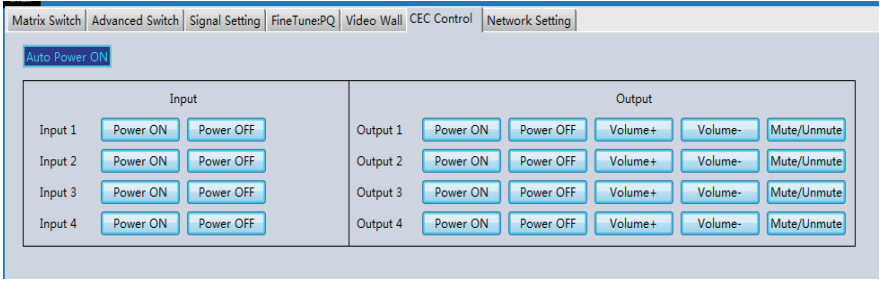 Matrix Switch Advanced Switch Signal Setting FineTune:PQ Video Wall CEC Control Network Setting
Auto Power ON
Input Output
Input 1 Power ON Power OFF Output 1 Power ON Power OFF Volume+ Volume- Mute/Unmute
Input 2 Power ON Power OFF Output 2 Power ON Power OFF Volume+ Volume- Mute/Unmute
Input 3 Power ON Power OFF Output 3 Power ON Power OFF Volume+ Volume- Mute/Unmute
Input 4 Power ON Power OFF Output 4 Power ON Power OFF Volume+ Volume- Mute/Unmute